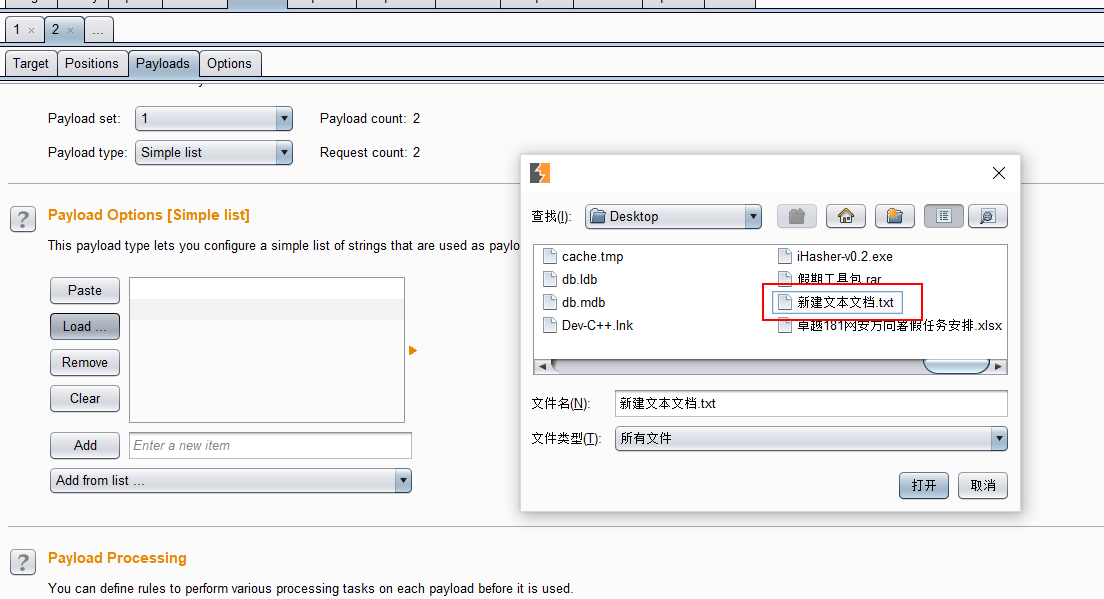 1 × 2 × ...
Target Positions Payloads Options
Payload set: 1 Payload count: 2
Payload type: Simple list Request count: 2
? Payload Options [Simple list]
This payload type lets you configure a simple list of strings that are used as paylo
Paste
Load ...
Remove
Clear
Add Enter a new item
Add from list ...
? Payload Processing
You can define rules to perform various processing tasks on each payload before it is used.
查找(I): Desktop
cache.tmp iHasher-v0.2.exe
db.ldb 假期工具包.rar
db.mdb 新建文本文档.txt
Dev-C++.lnk 卓越181网安方向暑假任务安排.xlsx
文件名(N): 新建文本文档.txt
文件类型(T): 所有文件
打开 取消